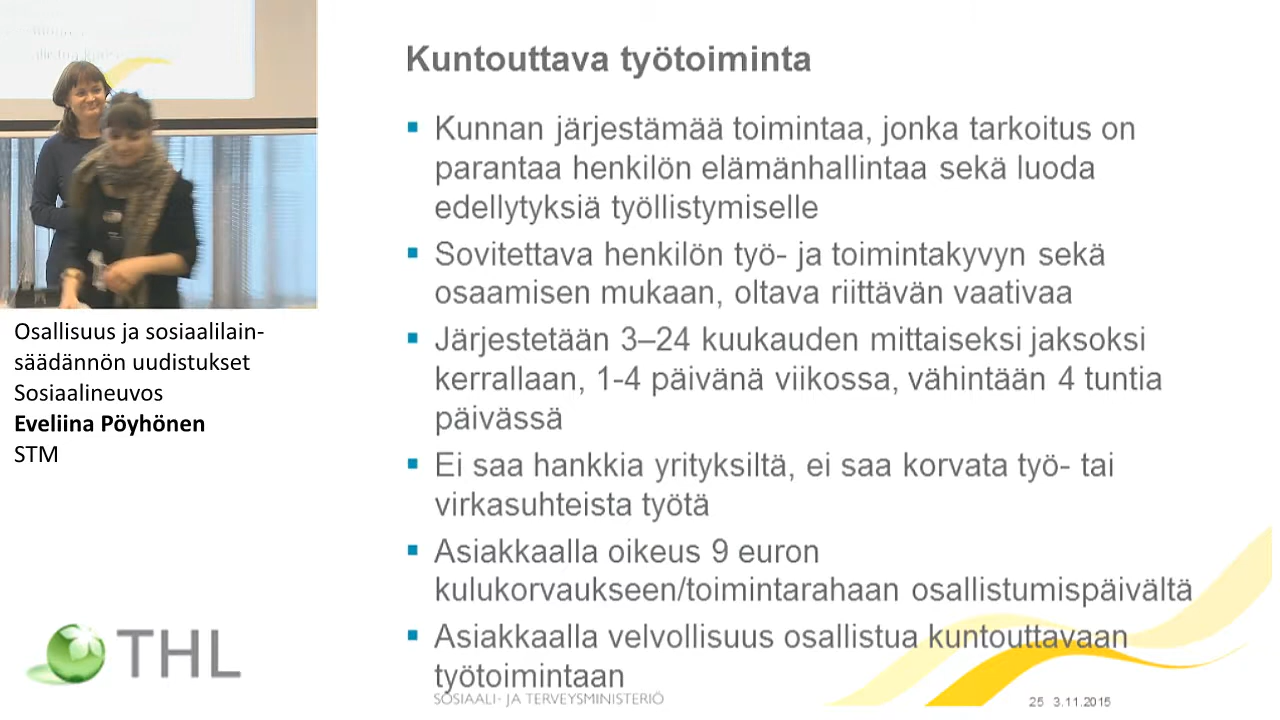 Kuntouttava työtoiminta
Kunnan järjestämää toimintaa, jonka tarkoitus on
parantaa henkilön elämänhallintaa sekä luoda
edellytyksiä työllistymiselle
Sovitettava henkilön työ- ja toimintakyvyn sekä
osaamisen mukaan, oltava riittävän vaativaa
Järjestetään 3–24 kuukauden mittaiseksi jaksoksi
kerrallaan, 1-4 päivänä viikossa, vähintään 4 tuntia
päivässä
Ei saa hankkia yrityksiltä, ei saa korvata työ- tai
virkasuhteista työtä
Asiakkaalla oikeus 9 euron
kulukorvaukseen/toimintarahaan osallistumispäivältä
Asiakkaalla velvollisuus osallistua kuntouttavaan
työtoimintaan
SOSIAALI- JA TERVEYSMINISTERIÖ
25 3.11.2015
Osallisuus ja sosiaalilain-
säädännön uudistukset
Sosiaalineuvos
Eveliina Pöyhönen
STM
THL